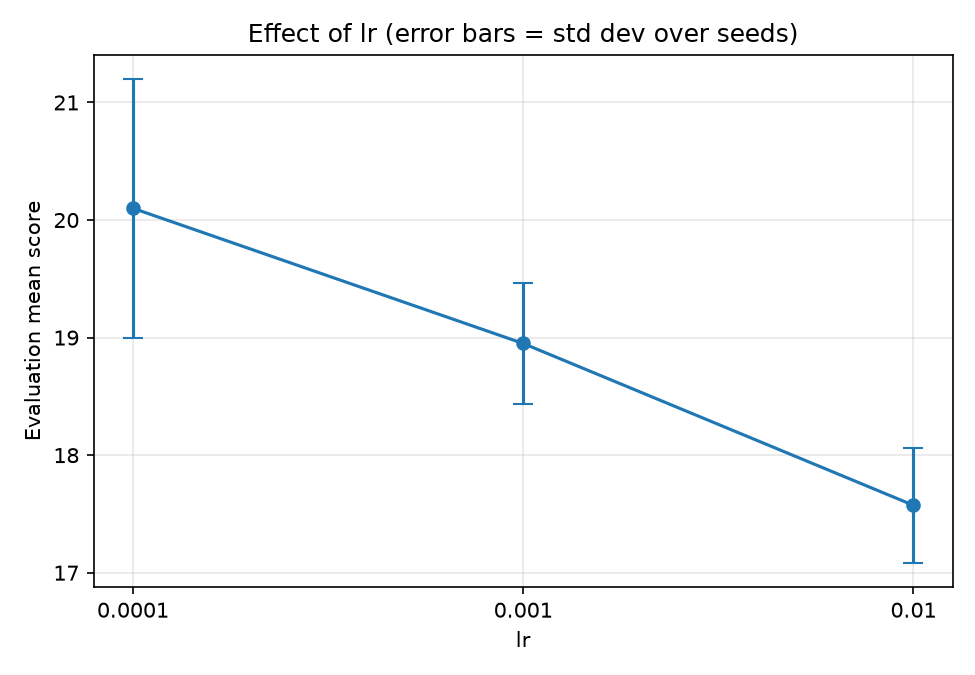 Effect of lr (error bars = std dev over seeds)
Evaluation mean score
21
20
19
18
17
0.0001 0.001 0.01
lr